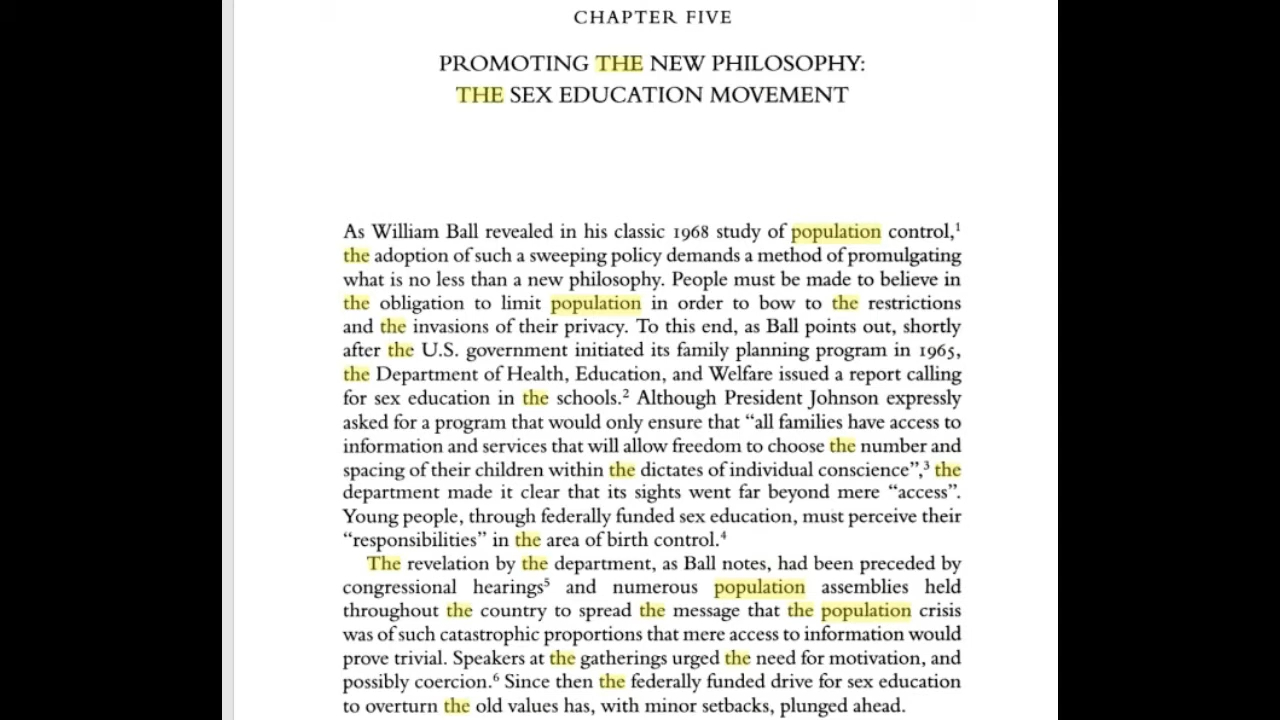 CHAPTER FIVE
PROMOTING THE NEW PHILOSOPHY:
THE SEX EDUCATION MOVEMENT
As William Ball revealed in his classic 1968 study of population control,¹
the adoption of such a sweeping policy demands a method of promulgating
what is no less than a new philosophy. People must be made to believe in
the obligation to limit population in order to bow to the restrictions
and the invasions of their privacy. To this end, as Ball points out, shortly
after the U.S. government initiated its family planning program in 1965,
the Department of Health, Education, and Welfare issued a report calling
for sex education in the schools.² Although President Johnson expressly
asked for a program that would only ensure that “all families have access to
information and services that will allow freedom to choose the number and
spacing of their children within the dictates of individual conscience”,³ the
department made it clear that its sights went far beyond mere “access”.
Young people, through federally funded sex education, must perceive their
“responsibilities” in the area of birth control.⁴
The revelation by the department, as Ball notes, had been preceded by
congressional hearings⁵ and numerous population assemblies held
throughout the country to spread the message that the population crisis
was of such catastrophic proportions that mere access to information would
prove trivial. Speakers at the gatherings urged the need for motivation, and
possibly coercion.⁶ Since then the federally funded drive for sex education
to overturn the old values has, with minor setbacks, plunged ahead.